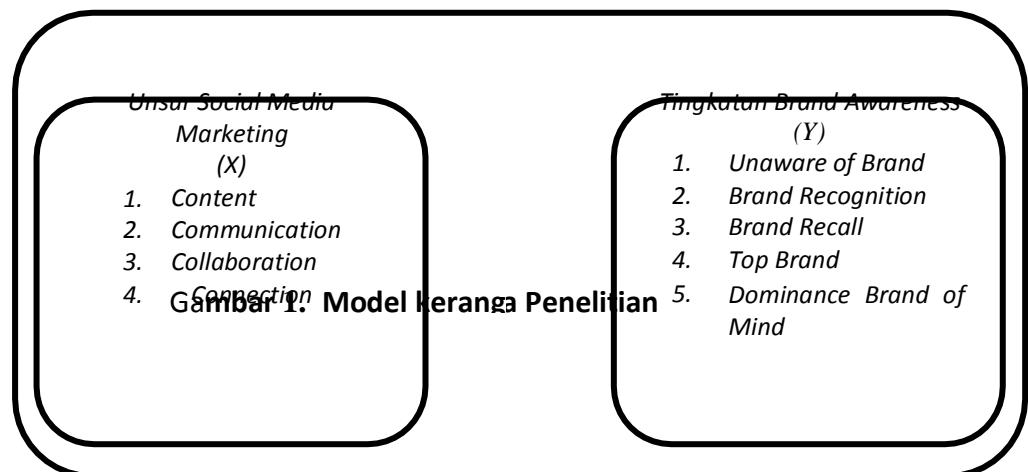 Unsur Social Media
Marketing
(X)
1. Content
2. Communication
3. Collaboration
4. Connection
Tingkatan Brand Awareness
(Y)
1. Unaware of Brand
2. Brand Recognition
3. Brand Recall
4. Top Brand
5. Dominance Brand of
Mind
Gambar 1. Model keranga Penelitian